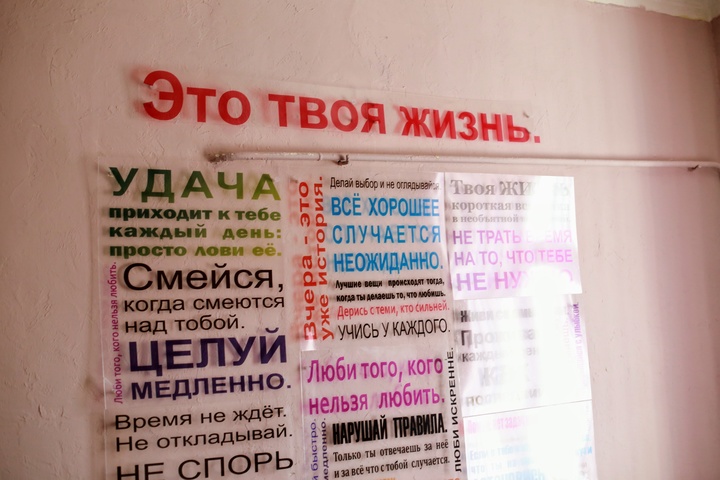 Это твоя жизнь.
УДАЧА
приходит к тебе
каждый день:
просто лови её.
Люби того, кого нельзя любить.
Смейся,
когда смеются
над тобой.
ЦЕЛУЙ
МЕДЛЕННО.
Время не ждёт.
Не откладывай.
НЕ СПОРЬ
Вчера - это
уже история.
Делай выбор и не оглядывайся
ВСЁ ХОРОШЕЕ
СЛУЧАЕТСЯ
НЕОЖИДАННО.
Лучшие вещи происходят тогда,
когда ты делаешь то, что любишь.
Дерись с теми, кто сильней.
УЧИСЬ У КАЖДОГО.
Люби того, кого
нельзя любить.
быстро.
медленно.
НАРУШАЙ ПРАВИЛА.
Только ты отвечаешь за неё
и за всё что с тобой случается.
ЛЮБИ ИСКРЕННЕ.
Твоя
короткая
в необъятной
НЕ ТРАТЬ ВРЕМЯ
НА ТО, ЧТО ТЕБЕ
НЕ